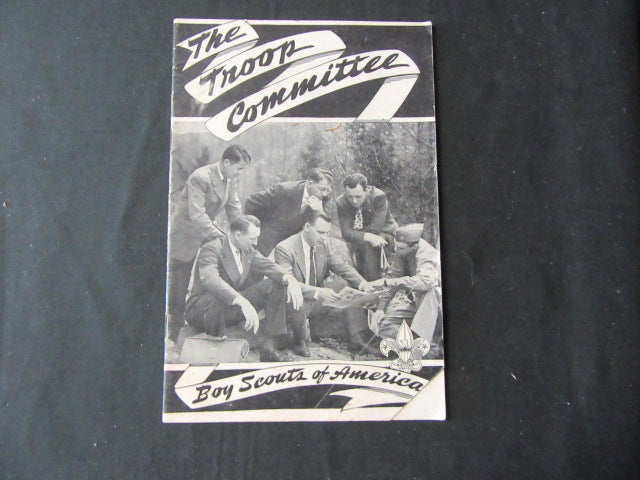 The
Troop
Committee
Boy Scouts of America